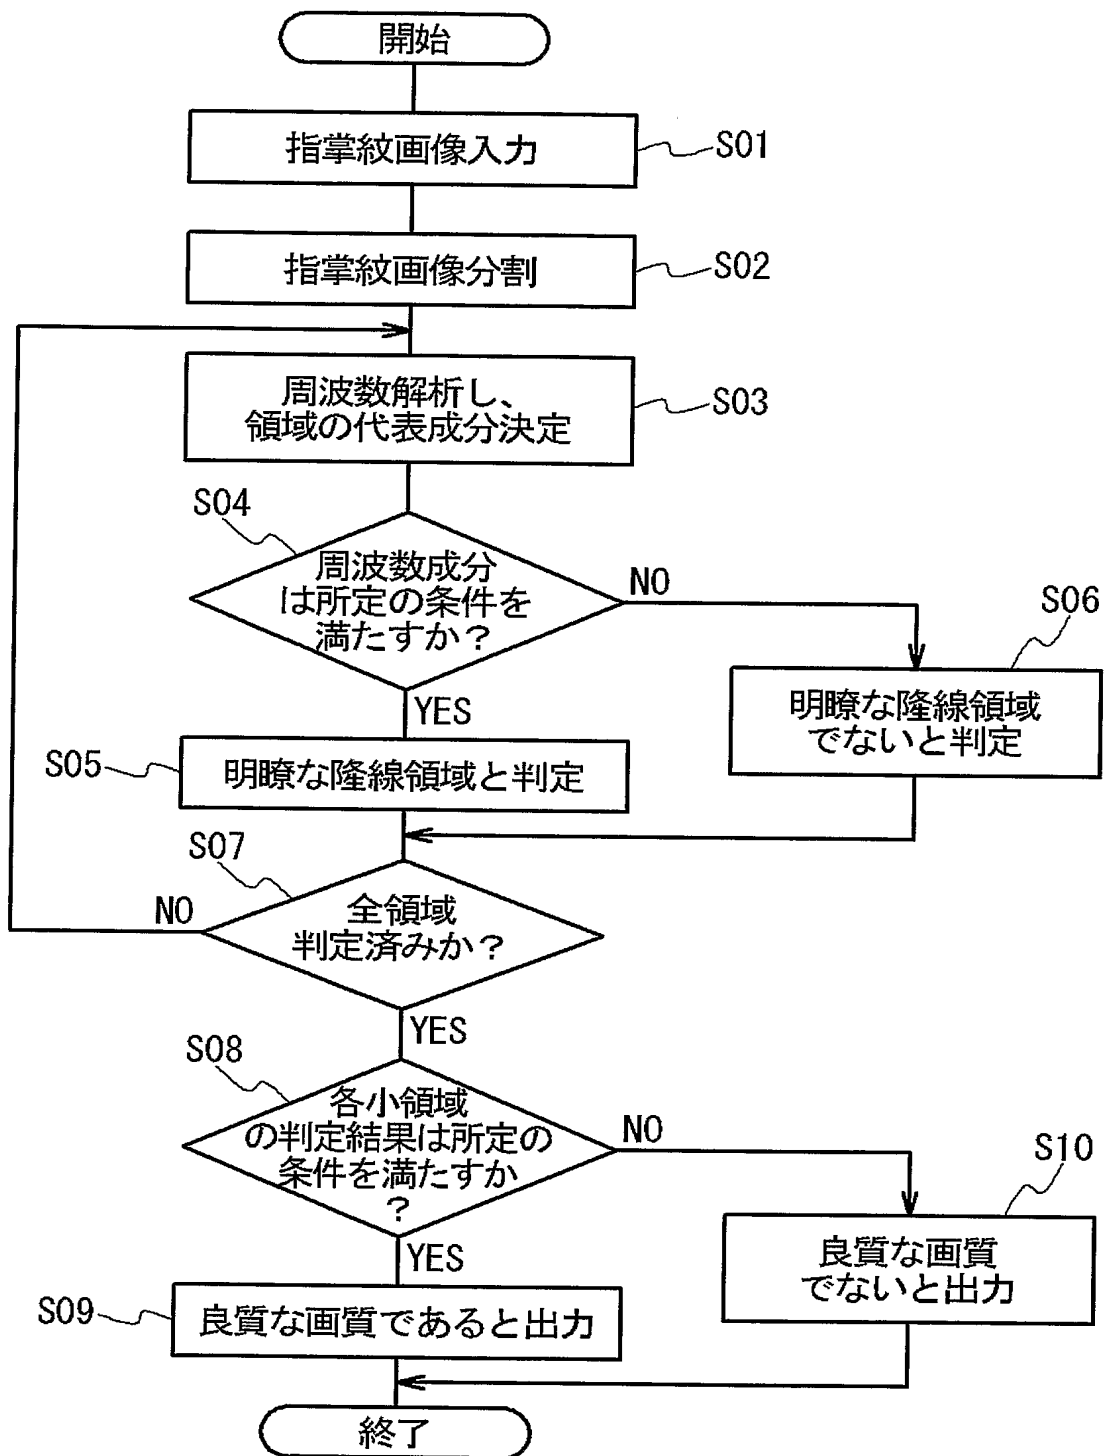 開始
指掌紋画像入力
S01
指掌紋画像分割
S02
周波数解析し、
領域の代表成分決定
S03
S04
周波数成分
は所定の条件を
満たすか？
NO
YES
S06
明瞭な隆線領域
でないと判定
S05
明瞭な隆線領域と判定
S07
全領域
判定済みか？
NO
YES
S08
各小領域
の判定結果は所定の
条件を満たすか
？
NO
YES
S10
良質な画質
でないと出力
S09
良質な画質であると出力
終了